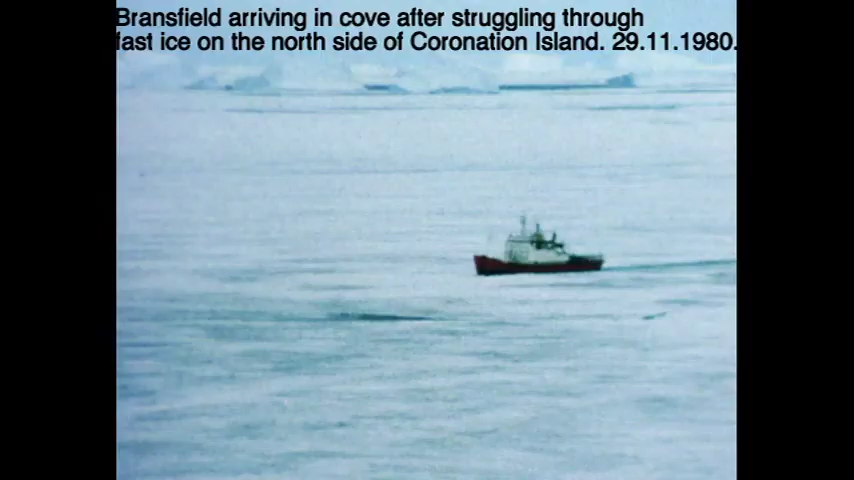 Bransfield arriving in cove after struggling through
fast ice on the north side of Coronation Island. 29.11.1980.